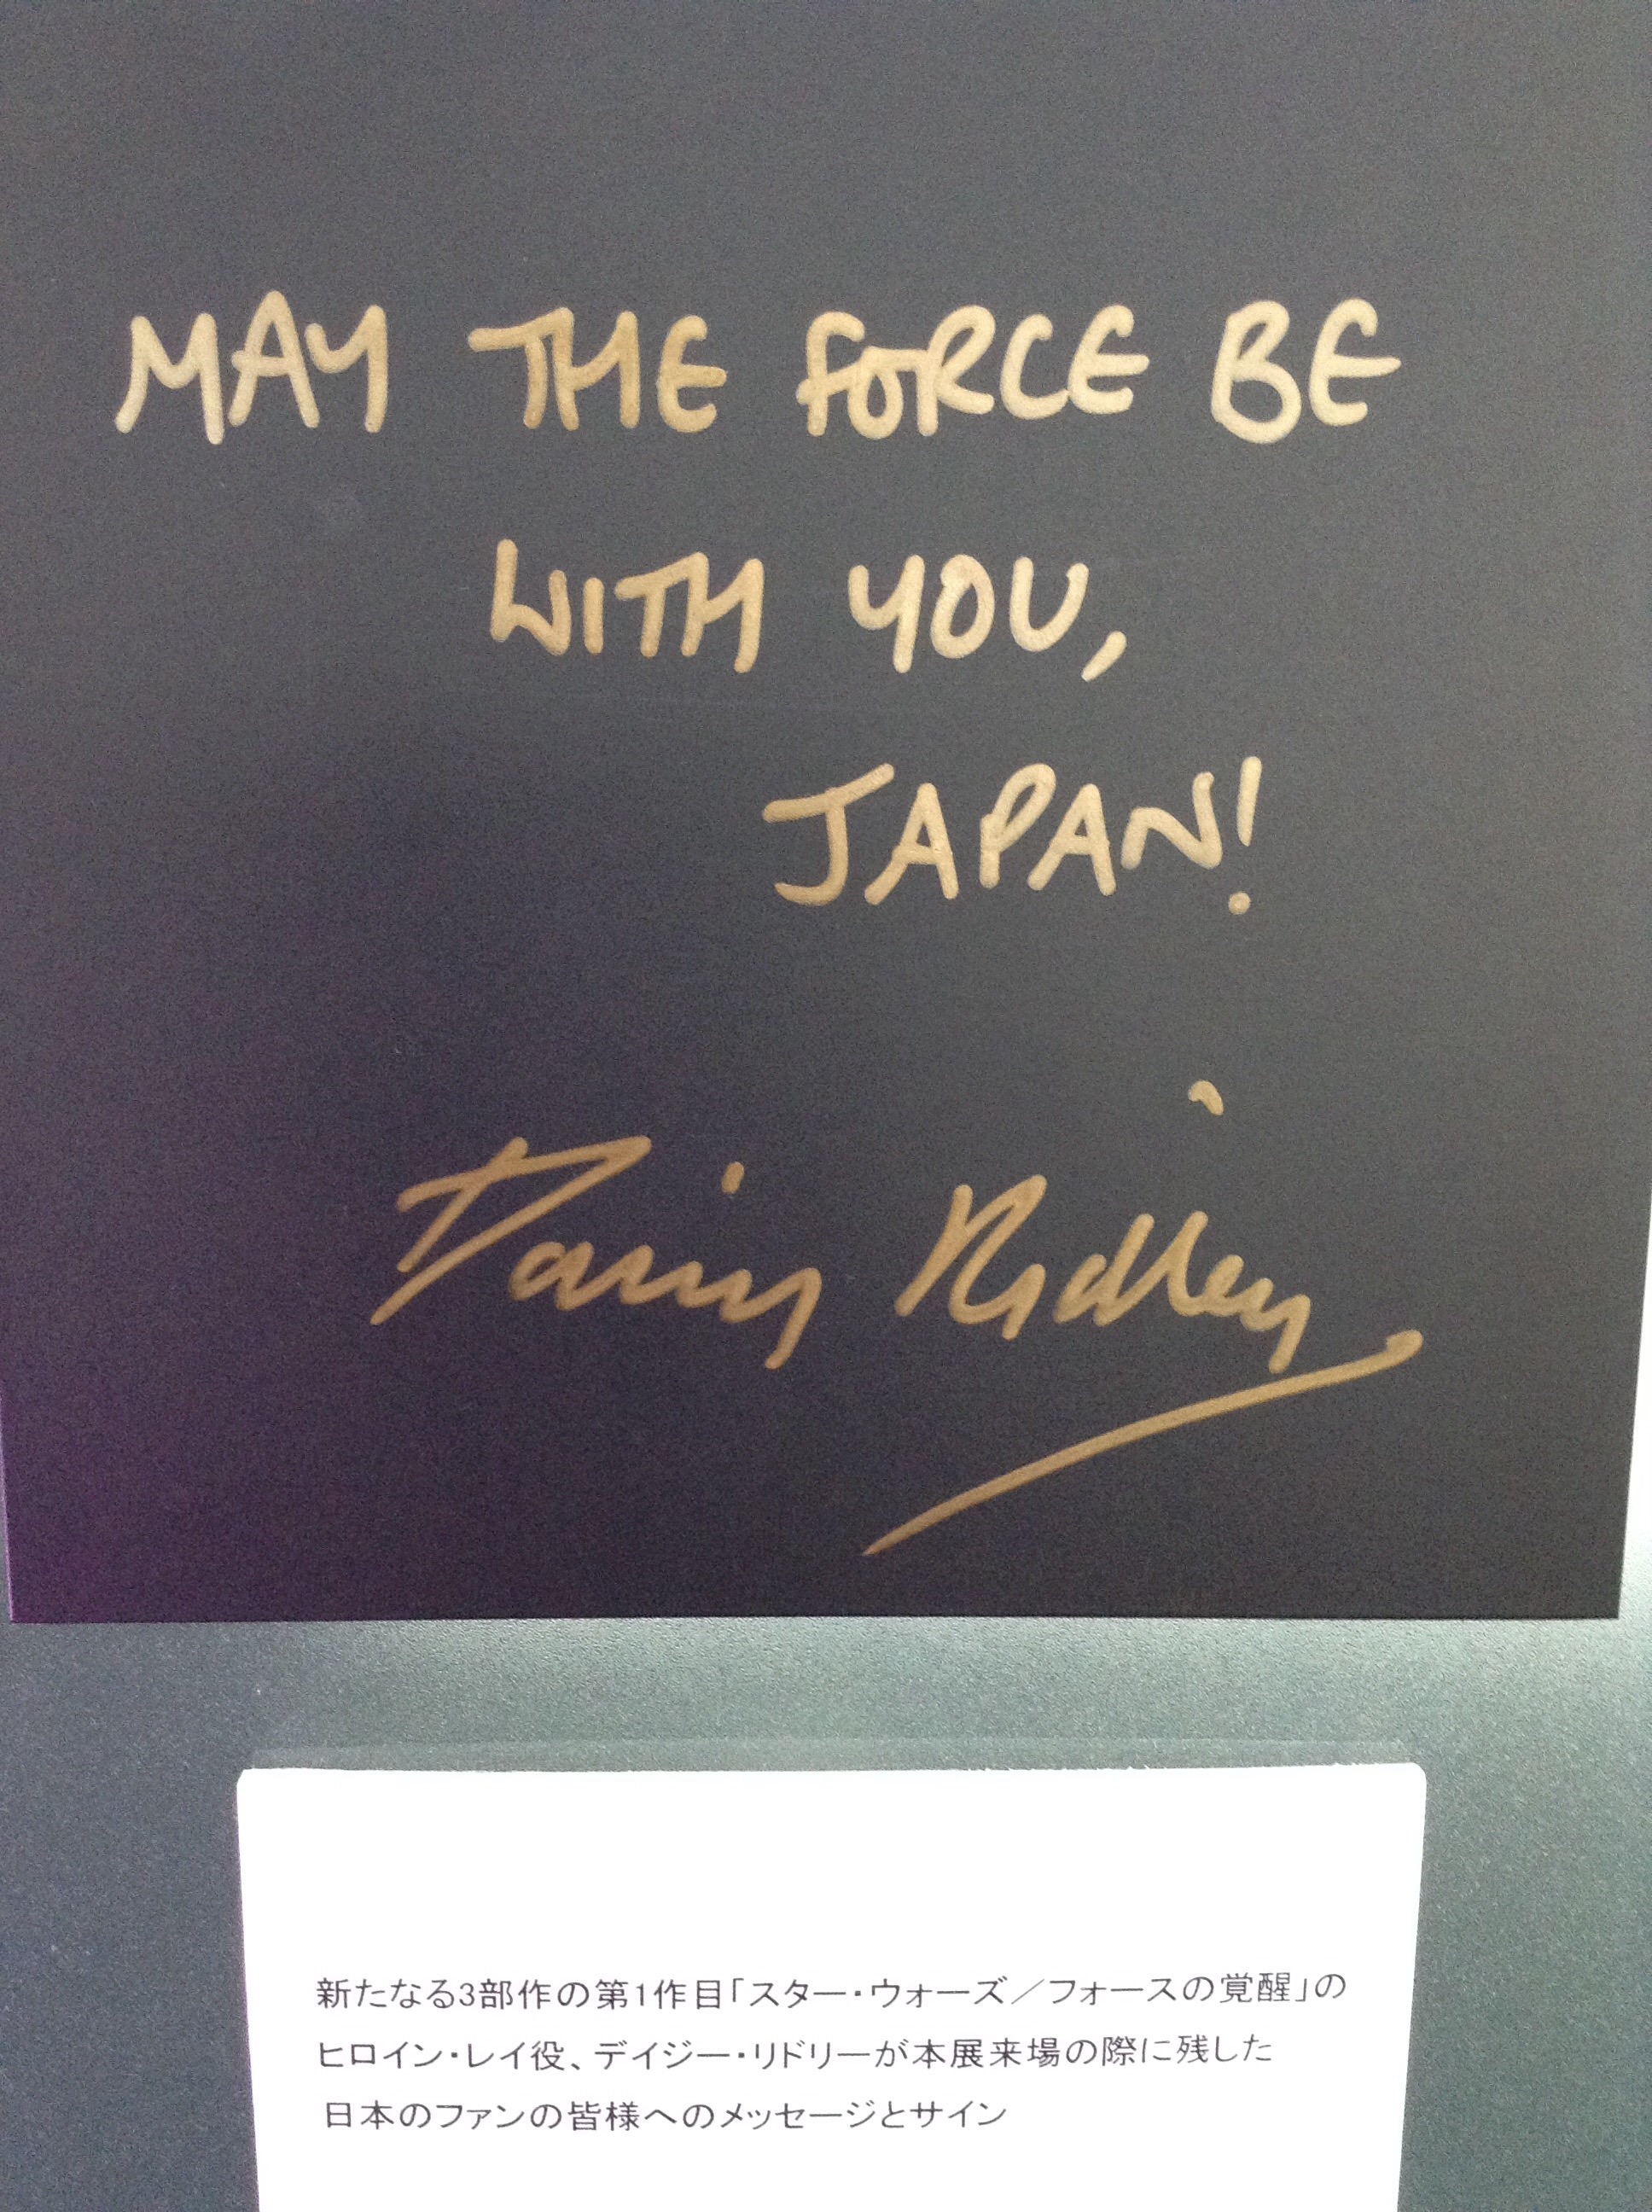 MAY THE FORCE BE
WITH YOU,
JAPAN!
Daisy Ridley
新たなる3部作の第1作目「スター・ウォーズ／フォースの覚醒」の
ヒロイン・レイ役、デイジー・リドリーが本展来場の際に残した
日本のファンの皆様へのメッセージとサイン